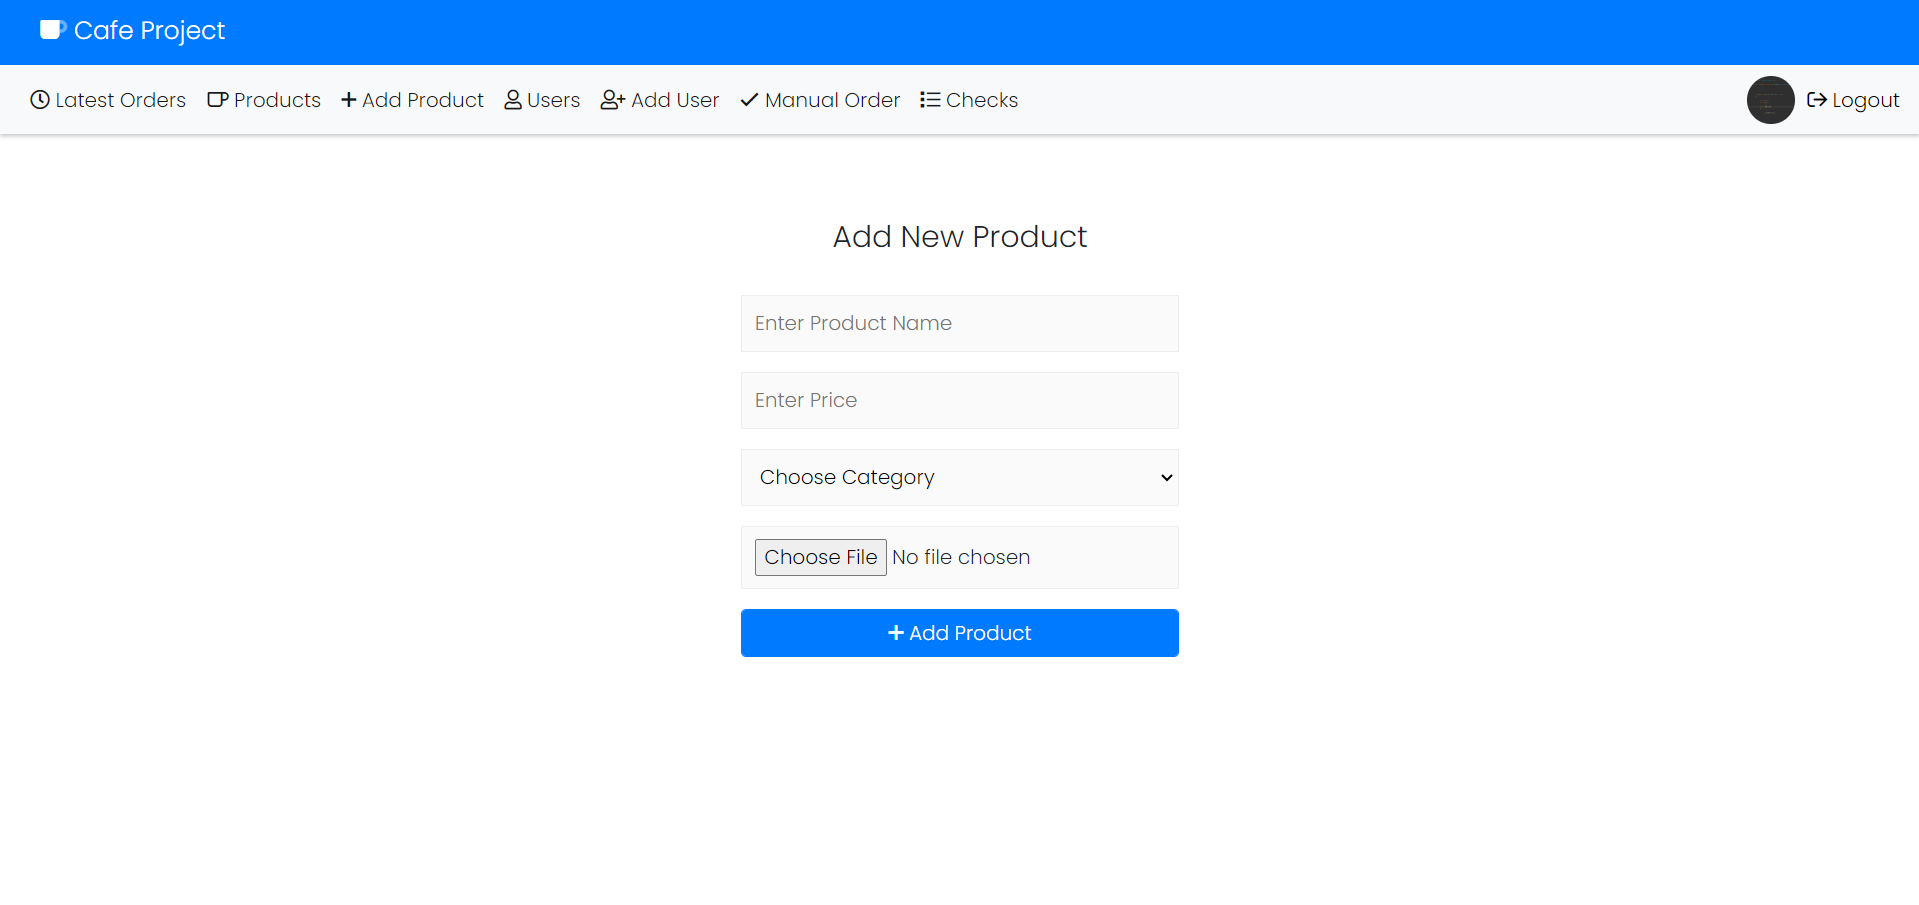 Cafe Project
Latest Orders Products Add Product Users Add User Manual Order Checks Logout
Add New Product
Enter Product Name
Enter Price
Choose Category
Choose File No file chosen
Add Product